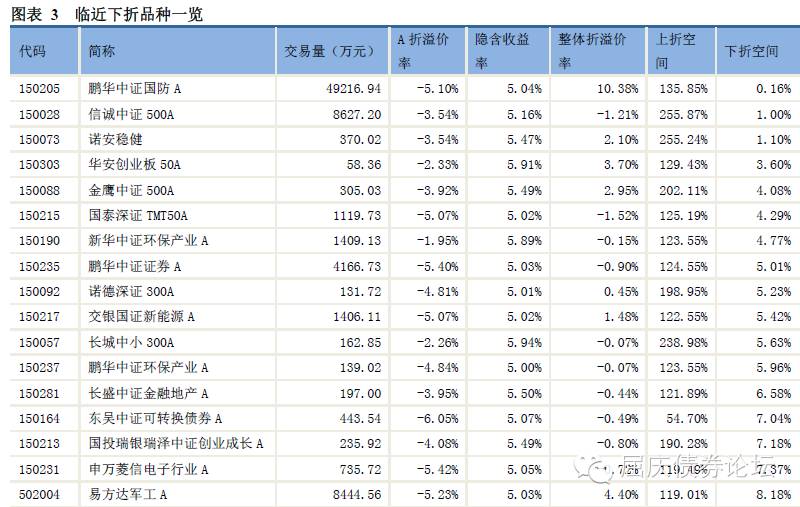 图表 3 临近下折品种一览
代码 简称 交易量（万元） A 折溢价率 隐含收益率 整体折溢价率 上折空间 下折空间
150205 鹏华中证国防 A 49216.94 -5.10% 5.04% 10.38% 135.85% 0.16%
150028 信诚中证 500A 8627.20 -3.54% 5.16% -1.21% 255.87% 1.00%
150073 诺安稳健 370.02 -3.54% 5.47% 2.10% 255.24% 1.10%
150303 华安创业板 50A 58.36 -2.33% 5.91% 3.70% 129.43% 3.60%
150088 金鹰中证 500A 305.03 -3.92% 5.49% 2.95% 202.11% 4.08%
150215 国泰深证 TMT50A 1119.73 -5.07% 5.02% -1.52% 125.19% 4.29%
150190 新华中证环保产业 A 1409.13 -1.95% 5.89% -0.15% 123.55% 4.77%
150235 鹏华中证证券 A 4166.73 -5.40% 5.03% -0.90% 124.55% 5.01%
150092 诺德深证 300A 131.72 -4.81% 5.01% 0.45% 198.95% 5.23%
150217 交银国证新能源 A 1406.11 -5.07% 5.02% 1.48% 122.55% 5.42%
150057 长城中小 300A 162.85 -2.26% 5.94% -0.07% 238.98% 5.63%
150237 鹏华中证环保产业 A 139.02 -4.84% 5.00% -0.07% 123.55% 5.96%
150281 长盛中证金融地产 A 197.00 -3.95% 5.50% -0.44% 121.89% 6.58%
150164 东吴中证可转换债券 A 443.54 -6.05% 5.07% -0.49% 54.70% 7.04%
150213 国投瑞银瑞泽中证创业成长 A 235.92 -4.08% 5.49% -0.80% 190.28% 7.18%
150231 申万菱信电子行业 A 735.72 -5.42% 5.05% 119.49% 7.37%
屈庆债券论坛
502004 易方达军工 A 8444.56 -5.23% 5.03% 4.40% 119.01% 8.18%